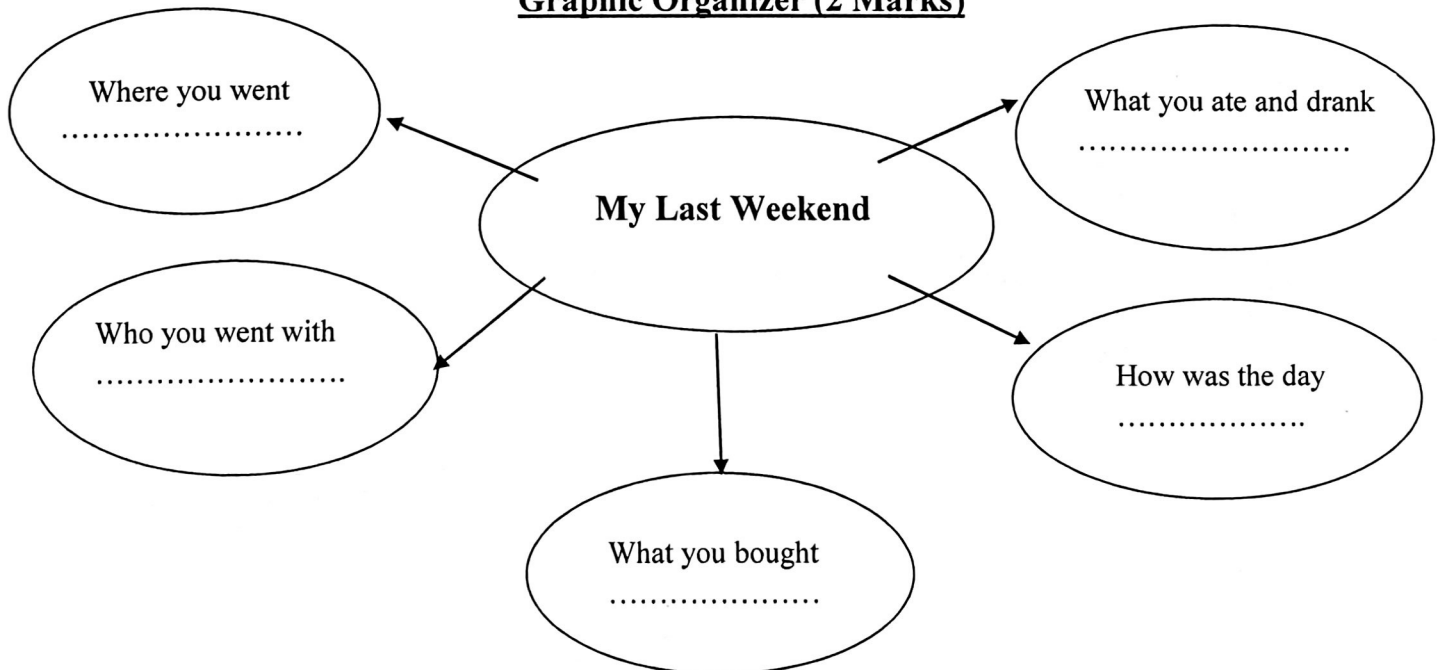 Graphic Organizer (2 Marks)
Where you went
........................
What you ate and drank
...........................
My Last Weekend
Who you went with
.........................
How was the day
...................
What you bought
.....................